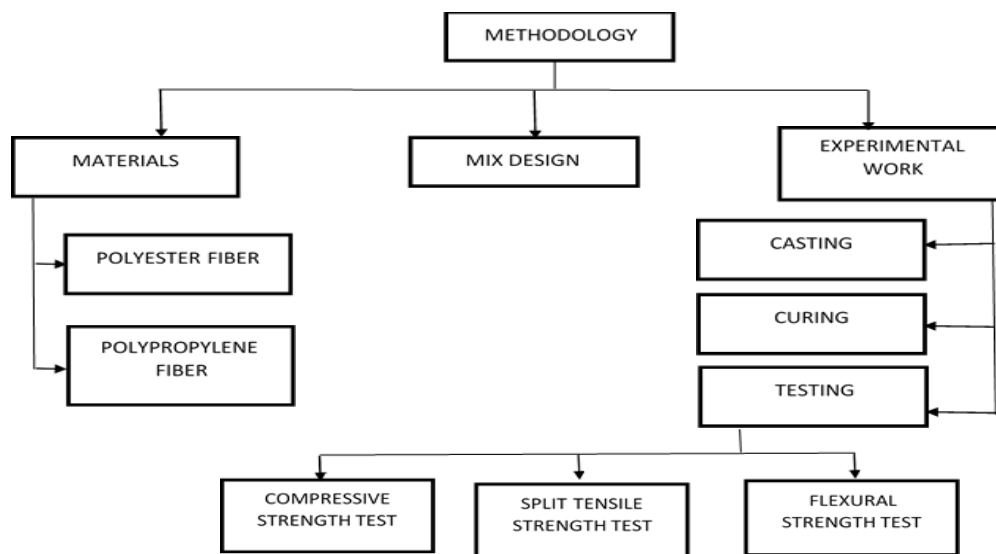 METHODOLOGY
MATERIALS
MIX DESIGN
EXPERIMENTAL
WORK
POLYESTER FIBER
POLYPROPYLENE
FIBER
CASTING
CURING
TESTING
COMPRESSIVE
STRENGTH TEST
SPLIT TENSILE
STRENGTH TEST
FLEXURAL
STRENGTH TEST